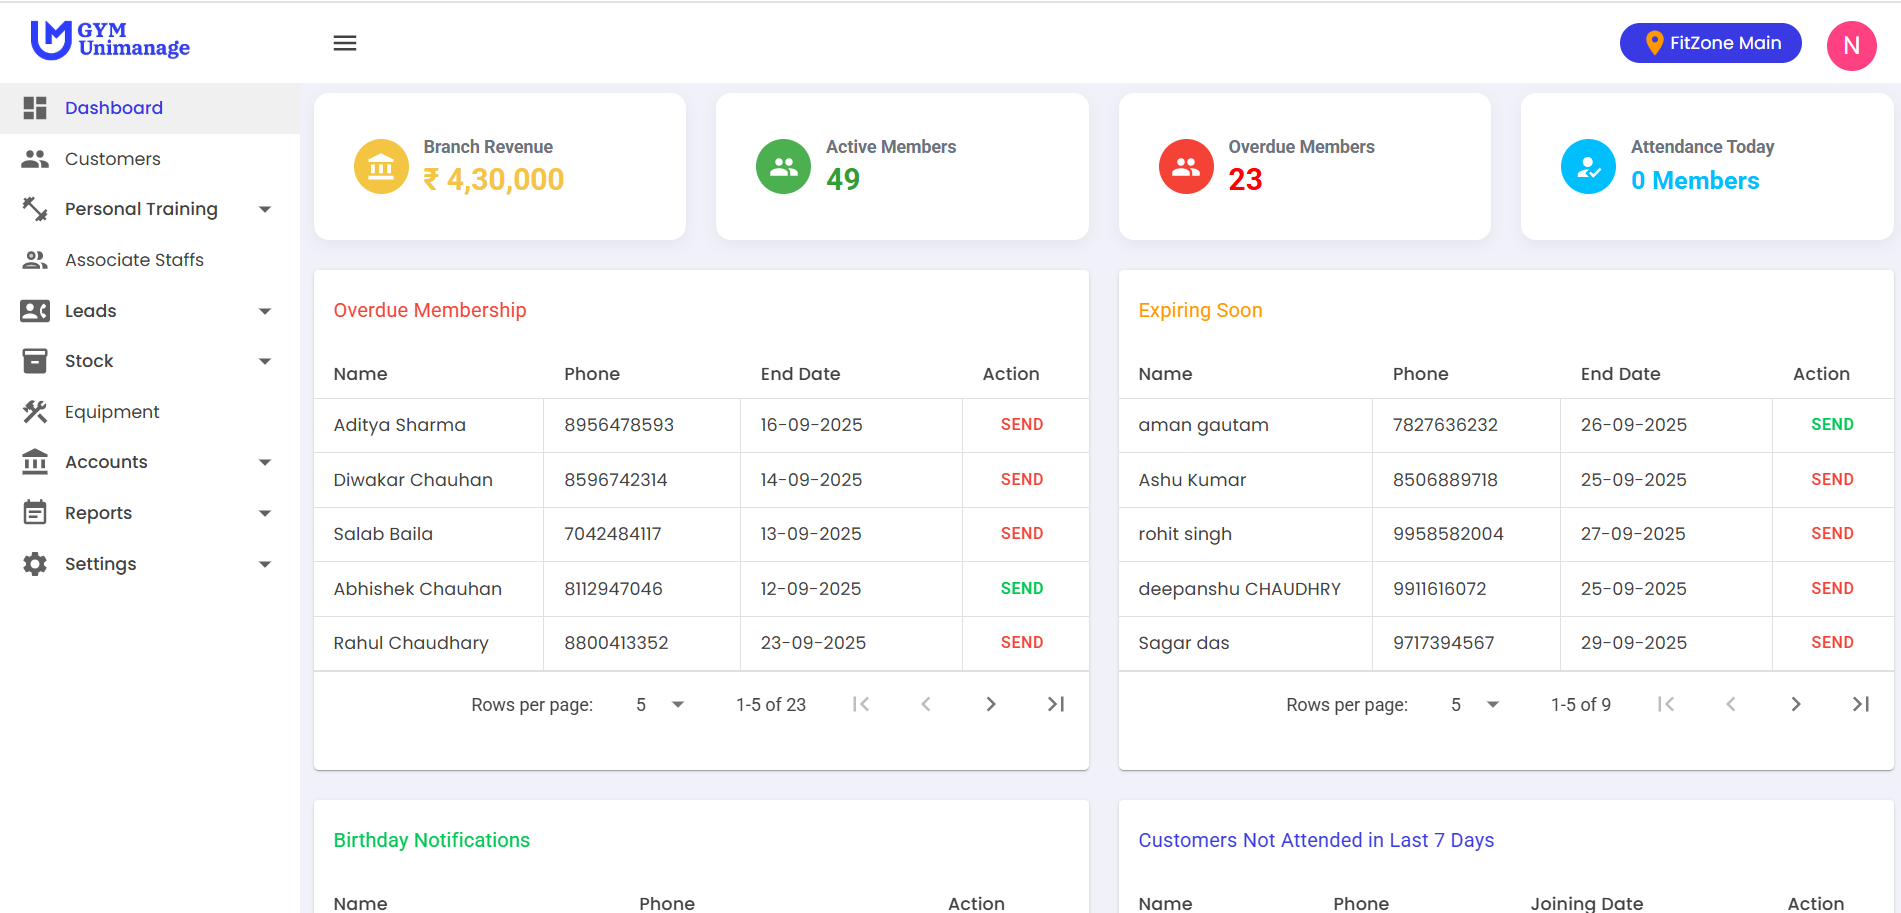 GYM
Unimanage
FitZone Main
N
Dashboard
Customers
Personal Training
Associate Staffs
Leads
Stock
Equipment
Accounts
Reports
Settings
Branch Revenue
₹ 4,30,000
Active Members
49
Overdue Members
23
Attendance Today
0 Members
Overdue Membership
Name Phone End Date Action
Aditya Sharma 8956478593 16-09-2025 SEND
Diwakar Chauhan 8596742314 14-09-2025 SEND
Salab Baila 7042484117 13-09-2025 SEND
Abhishek Chauhan 8112947046 12-09-2025 SEND
Rahul Chaudhary 8800413352 23-09-2025 SEND
Rows per page: 5 1-5 of 23
Expiring Soon
Name Phone End Date Action
aman gautam 7827636232 26-09-2025 SEND
Ashu Kumar 8506889718 25-09-2025 SEND
rohit singh 9958582004 27-09-2025 SEND
deepanshu CHAUDHRY 9911616072 25-09-2025 SEND
Sagar das 9717394567 29-09-2025 SEND
Rows per page: 5 1-5 of 9
Birthday Notifications
Name Phone Action
Customers Not Attended in Last 7 Days
Name Phone Joining Date Action